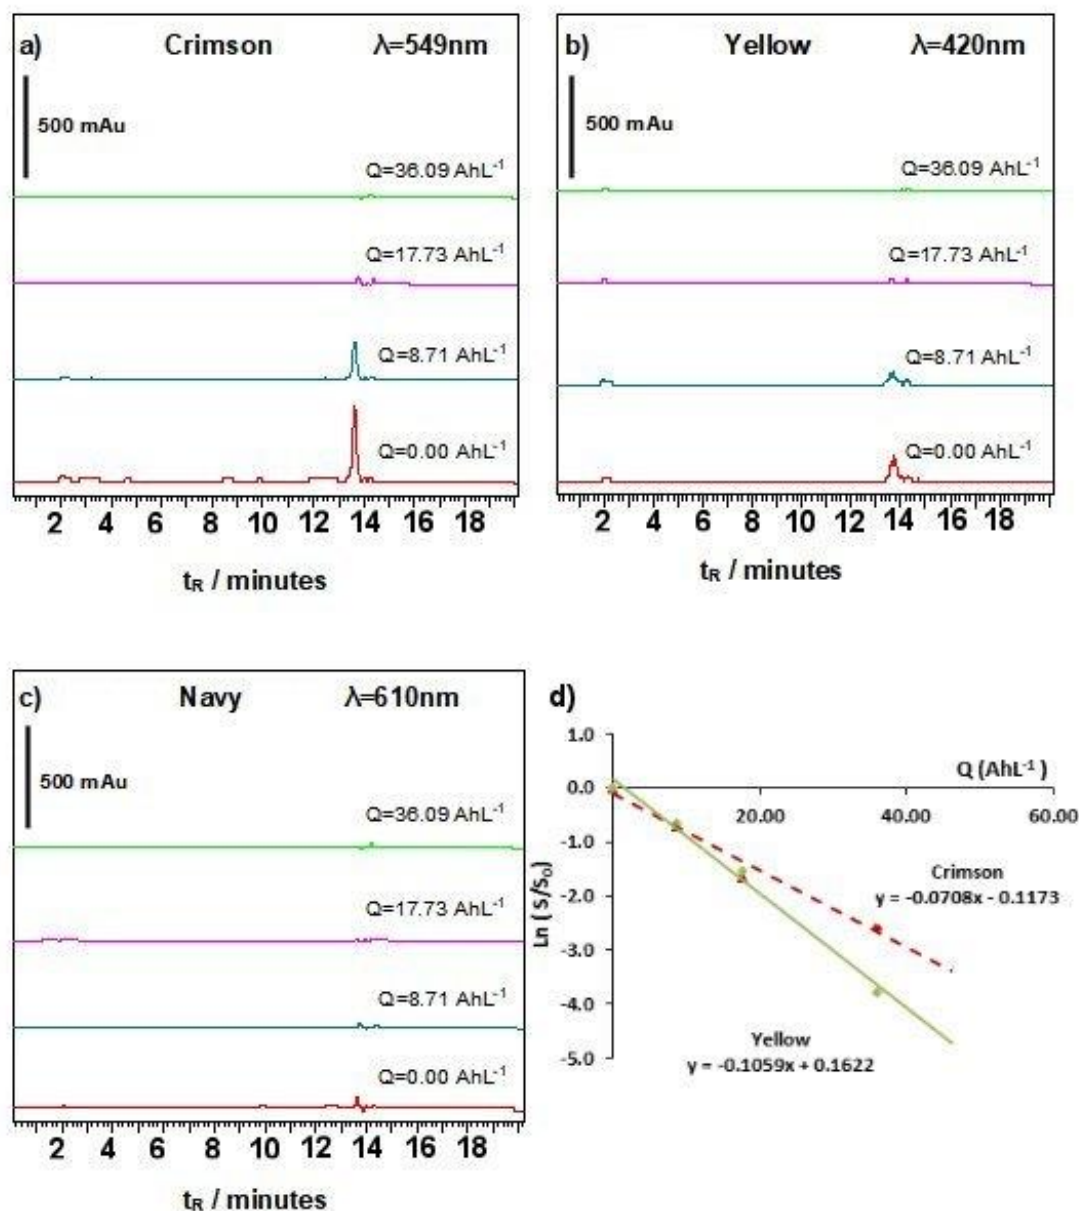 a) Crimson λ=549nm
500 mAu
Q=36.09 AhL⁻¹
Q=17.73 AhL⁻¹
Q=8.71 AhL⁻¹
Q=0.00 AhL⁻¹
2 4 6 8 10 12 14 16 18
tR / minutes
b) Yellow λ=420nm
500 mAu
Q=36.09 AhL⁻¹
Q=17.73 AhL⁻¹
Q=8.71 AhL⁻¹
Q=0.00 AhL⁻¹
2 4 6 8 10 12 14 16 18
tR / minutes
c) Navy λ=610nm
500 mAu
Q=36.09 AhL⁻¹
Q=17.73 AhL⁻¹
Q=8.71 AhL⁻¹
Q=0.00 AhL⁻¹
2 4 6 8 10 12 14 16 18
tR / minutes
d)
1.0
Q (AhL⁻¹ )
0.0
20.00 40.00 60.00
-1.0
-2.0
-3.0
-4.0
-5.0
Ln ( S/S₀)
Crimson
y = -0.0708x - 0.1173
Yellow
y = -0.1059x + 0.1622